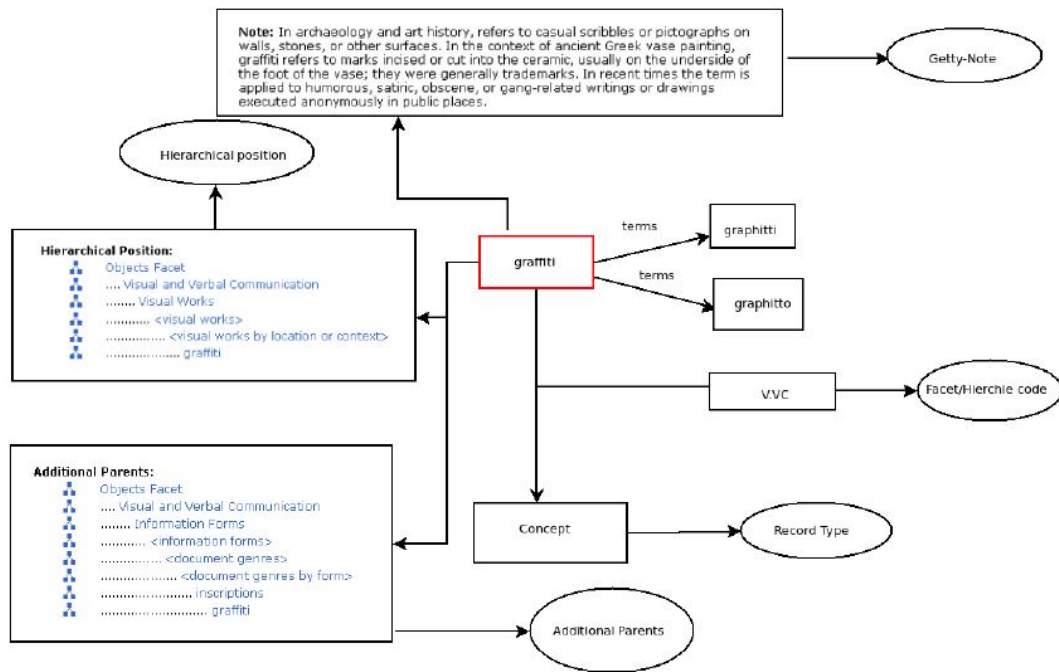 Note: In archaeology and art history, refers to casual scribbles or pictographs on
walls, stones, or other surfaces. In the context of ancient Greek vase painting,
graffiti refers to marks incised or cut into the ceramic, usually on the underside of
the foot of the vase; they were generally trademarks. In recent times the term is
applied to humorous, satiric, obscene, or gang-related writings or drawings
executed anonymously in public places.
Getty-Note
Hierarchical position
Hierarchical Position:
Objects Facet
.... Visual and Verbal Communication
........ Visual Works
............ <visual works>
................ <visual works by location or context>
.................... graffiti
graffiti
terms
graphitti
terms
graphitto
V.VC
Facet/Hierchie code
Additional Parents:
Objects Facet
.... Visual and Verbal Communication
........ Information Forms
............ <information forms>
................ <document genres>
.................... <document genres by form>
........................ inscriptions
............................ graffiti
Concept
Record Type
Additional Parents